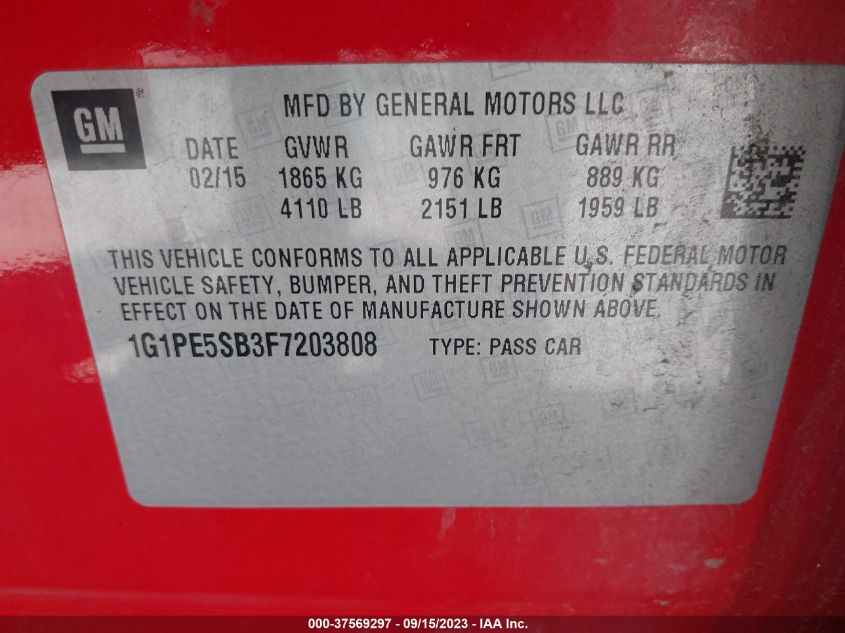 GM®
MFD BY GENERAL MOTORS LLC
DATE GVWR GAWR FRT GAWR RR
02/15 1865 KG 976 KG 889 KG
4110 LB 2151 LB 1959 LB
THIS VEHICLE CONFORMS TO ALL APPLICABLE U.S. FEDERAL MOTOR
VEHICLE SAFETY, BUMPER, AND THEFT PREVENTION STANDARDS IN
EFFECT ON THE DATE OF MANUFACTURE SHOWN ABOVE.
1G1PE5SB3F7203808 TYPE: PASS CAR
000-37569297 - 09/15/2023 - IAA Inc.